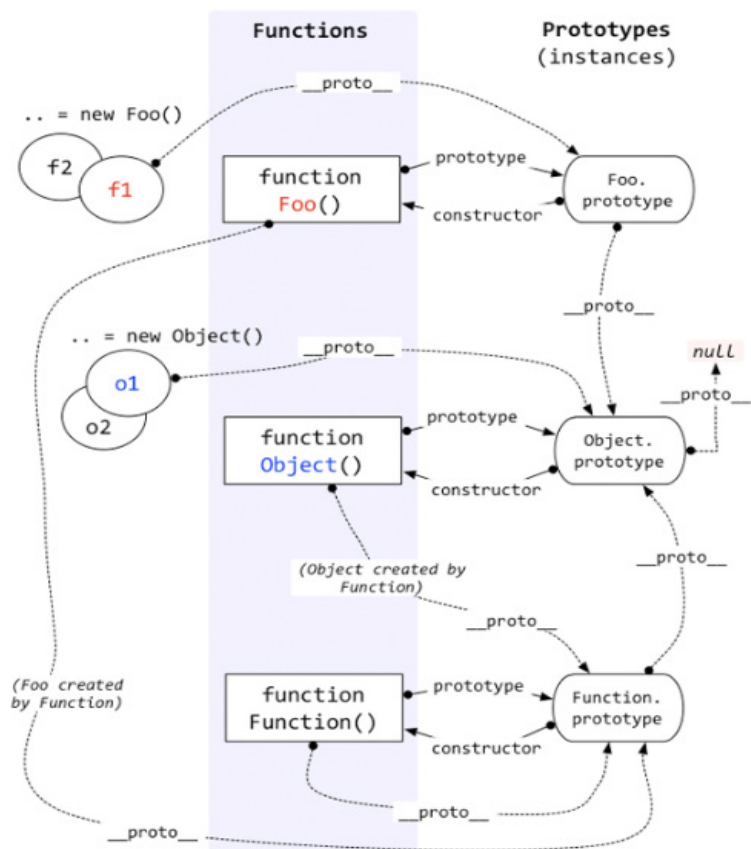 Functions
Prototypes
(instances)
__proto__
.. = new Foo()
f2
f1
function
Foo()
prototype
constructor
Foo.
prototype
__proto__
.. = new Object()
__proto__
null
__proto__
o1
o2
function
Object()
prototype
constructor
Object.
prototype
(Object created by
Function)
__proto__
__proto__
(Foo created
by Function)
function
Function()
prototype
constructor
Function.
prototype
__proto__
__proto__